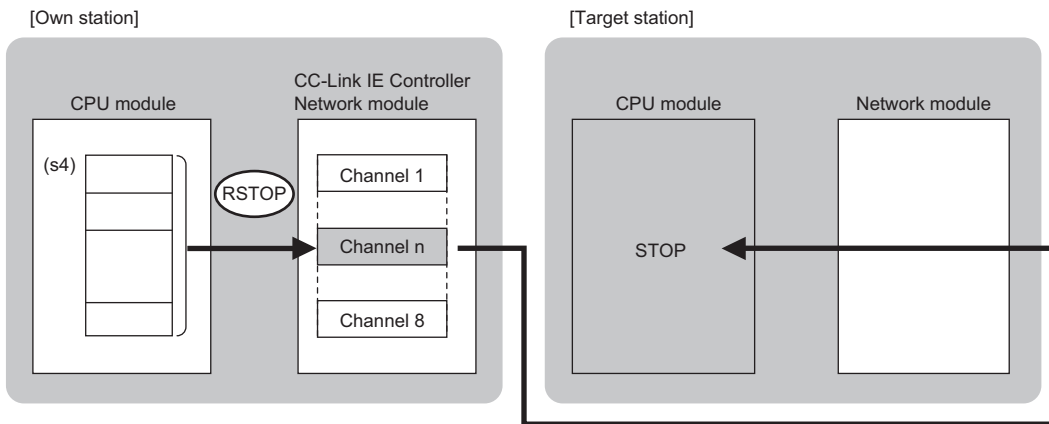 [Own station]
[Target station]
CPU module
CC-Link IE Controller
Network module
CPU module
Network module
(s4)
RSTOP
Channel 1
Channel n
Channel 8
STOP